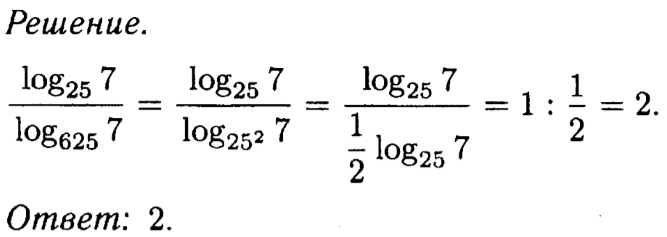 Решение.
log₂₅ 7 / log₆₂₅ 7 = log₂₅ 7 / log₂₅² 7 = log₂₅ 7 / (1/2 log₂₅ 7) = 1 : 1/2 = 2.
Ответ: 2.